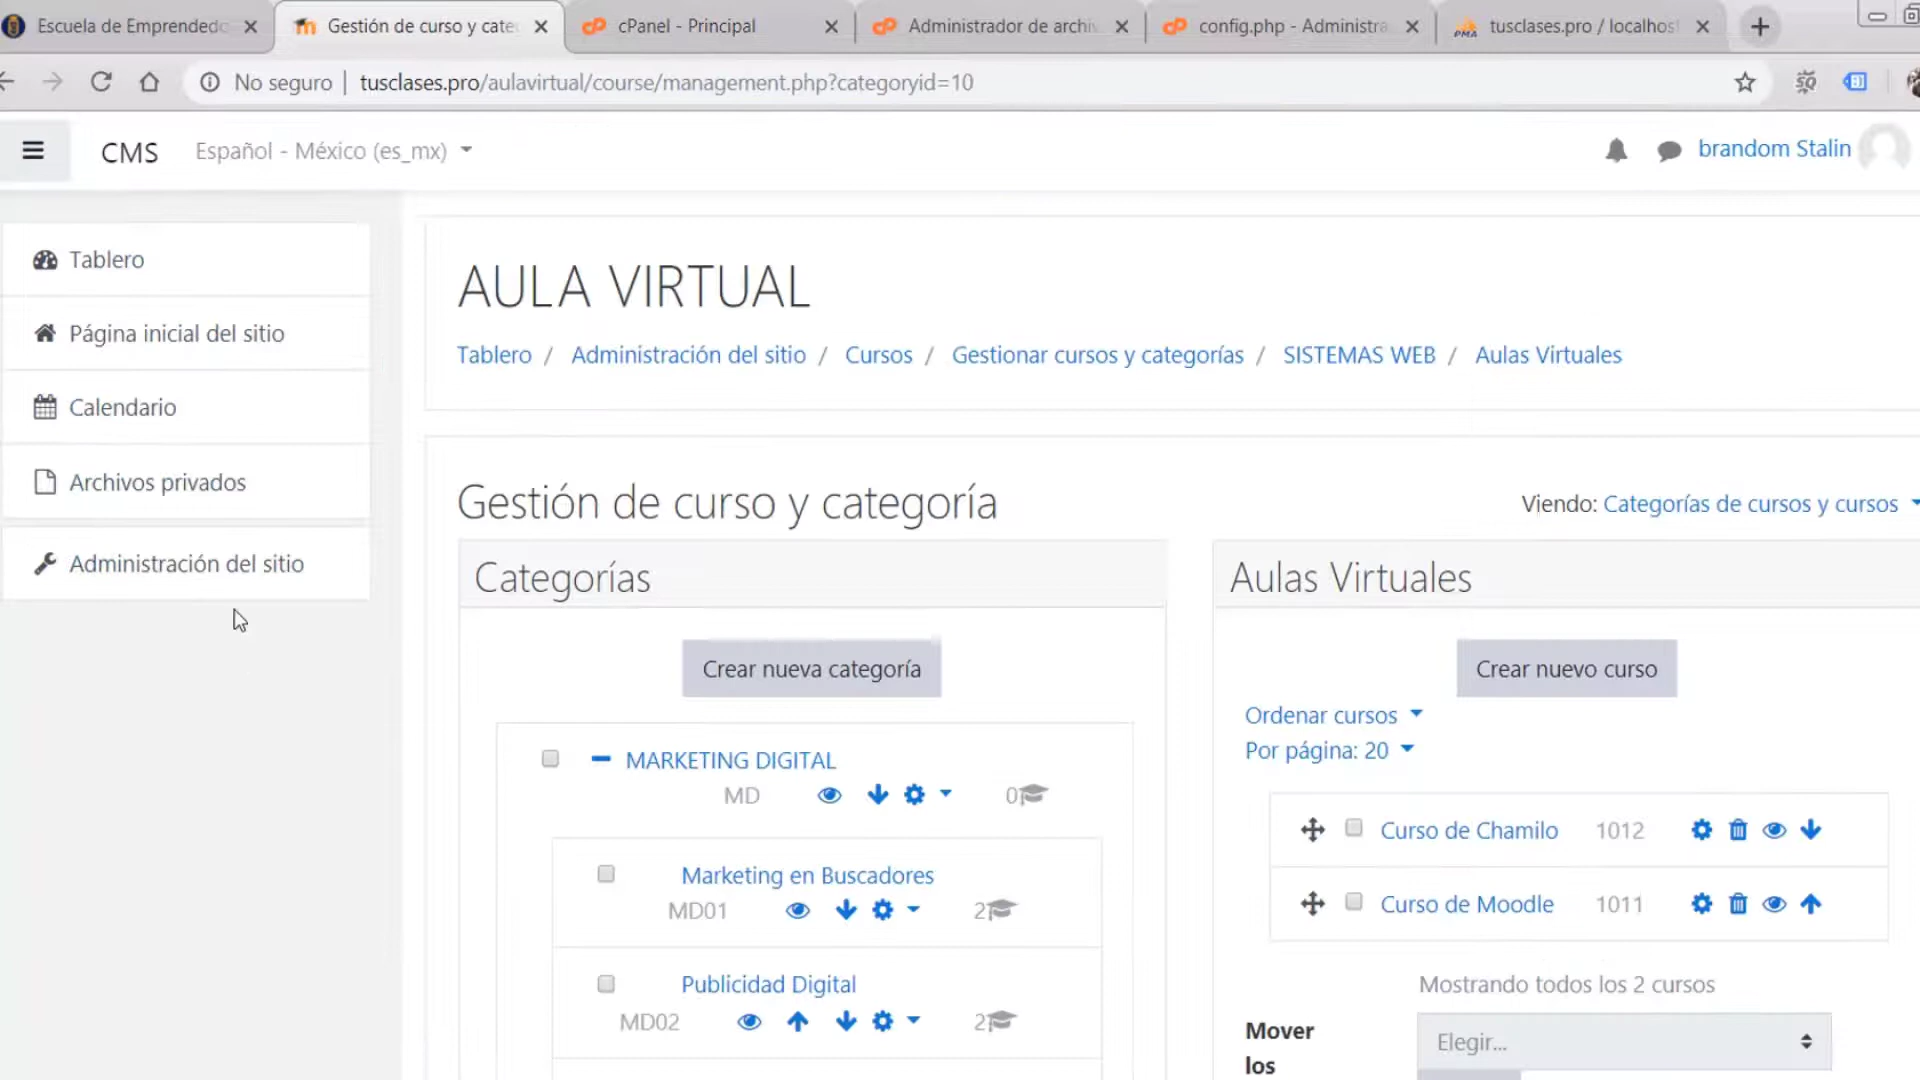 Escuela de Emprendedo
Gestión de curso y cate
cPanel - Principal
Administrador de archiv
config.php - Administra
PMA
tusclases.pro / localhos
No seguro | tusclases.pro/aulavirtual/course/management.php?categoryid=10
CMS
Español - México (es_mx)
brandom Stalin
Tablero
Página inicial del sitio
Calendario
Archivos privados
Administración del sitio
AULA VIRTUAL
Tablero / Administración del sitio / Cursos / Gestionar cursos y categorías / SISTEMAS WEB / Aulas Virtuales
Gestión de curso y categoría
Viendo: Categorías de cursos y cursos
Categorías
Crear nueva categoría
MARKETING DIGITAL
MD 0
Marketing en Buscadores
MD01 2
Publicidad Digital
MD02 2
Aulas Virtuales
Crear nuevo curso
Ordenar cursos
Por página: 20
Curso de Chamilo 1012
Curso de Moodle 1011
Mostrando todos los 2 cursos
Mover
los
Elegir...